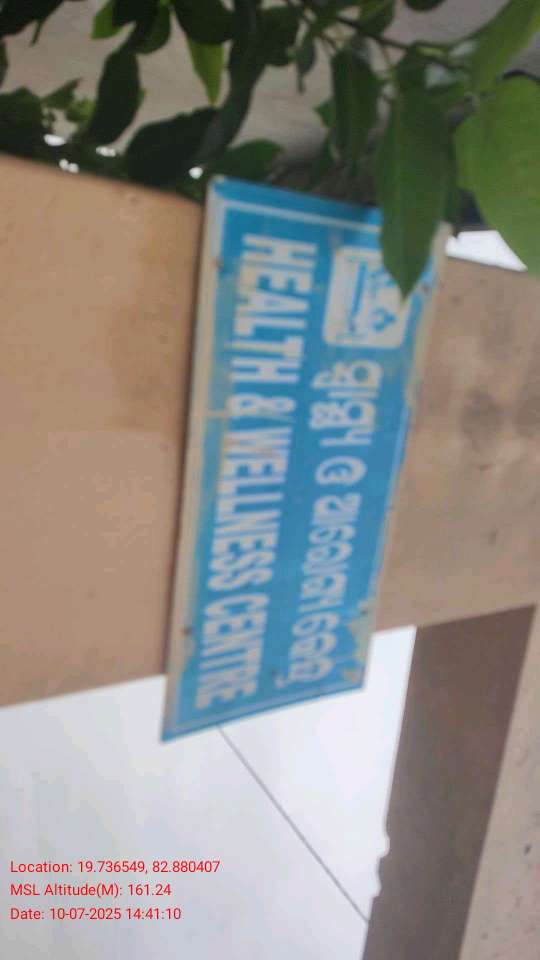 ସ୍ୱାସ୍ଥ୍ୟ ଓ ଆରୋଗ୍ୟ କେନ୍ଦ୍ର
HEALTH & WELLNESS CENTRE
Location: 19.736549, 82.880407
MSL Altitude(M): 161.24
Date: 10-07-2025 14:41:10